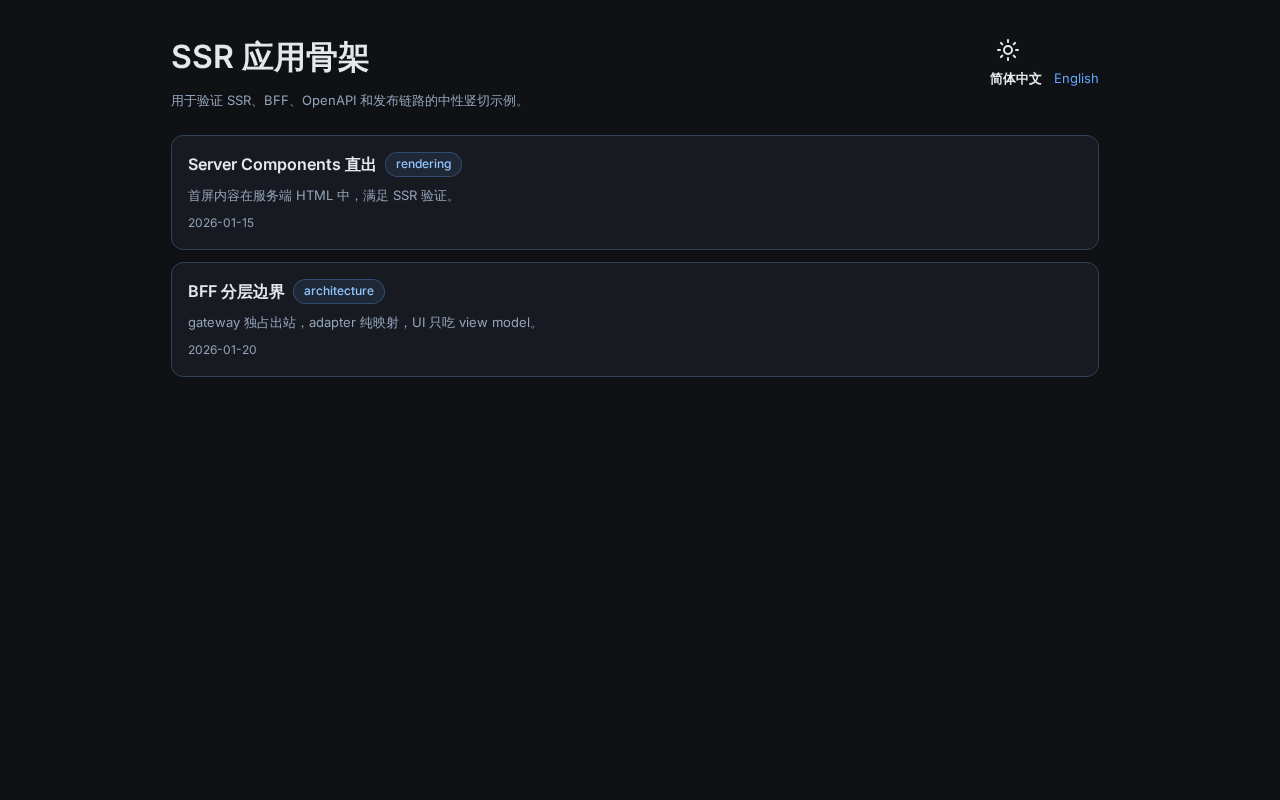 SSR 应用骨架
简体中文 English
用于验证 SSR、BFF、OpenAPI 和发布链路的中性竖切示例。
Server Components 直出 rendering
首屏内容在服务端 HTML 中，满足 SSR 验证。
2026-01-15
BFF 分层边界 architecture
gateway 独占出站，adapter 纯映射，UI 只吃 view model。
2026-01-20